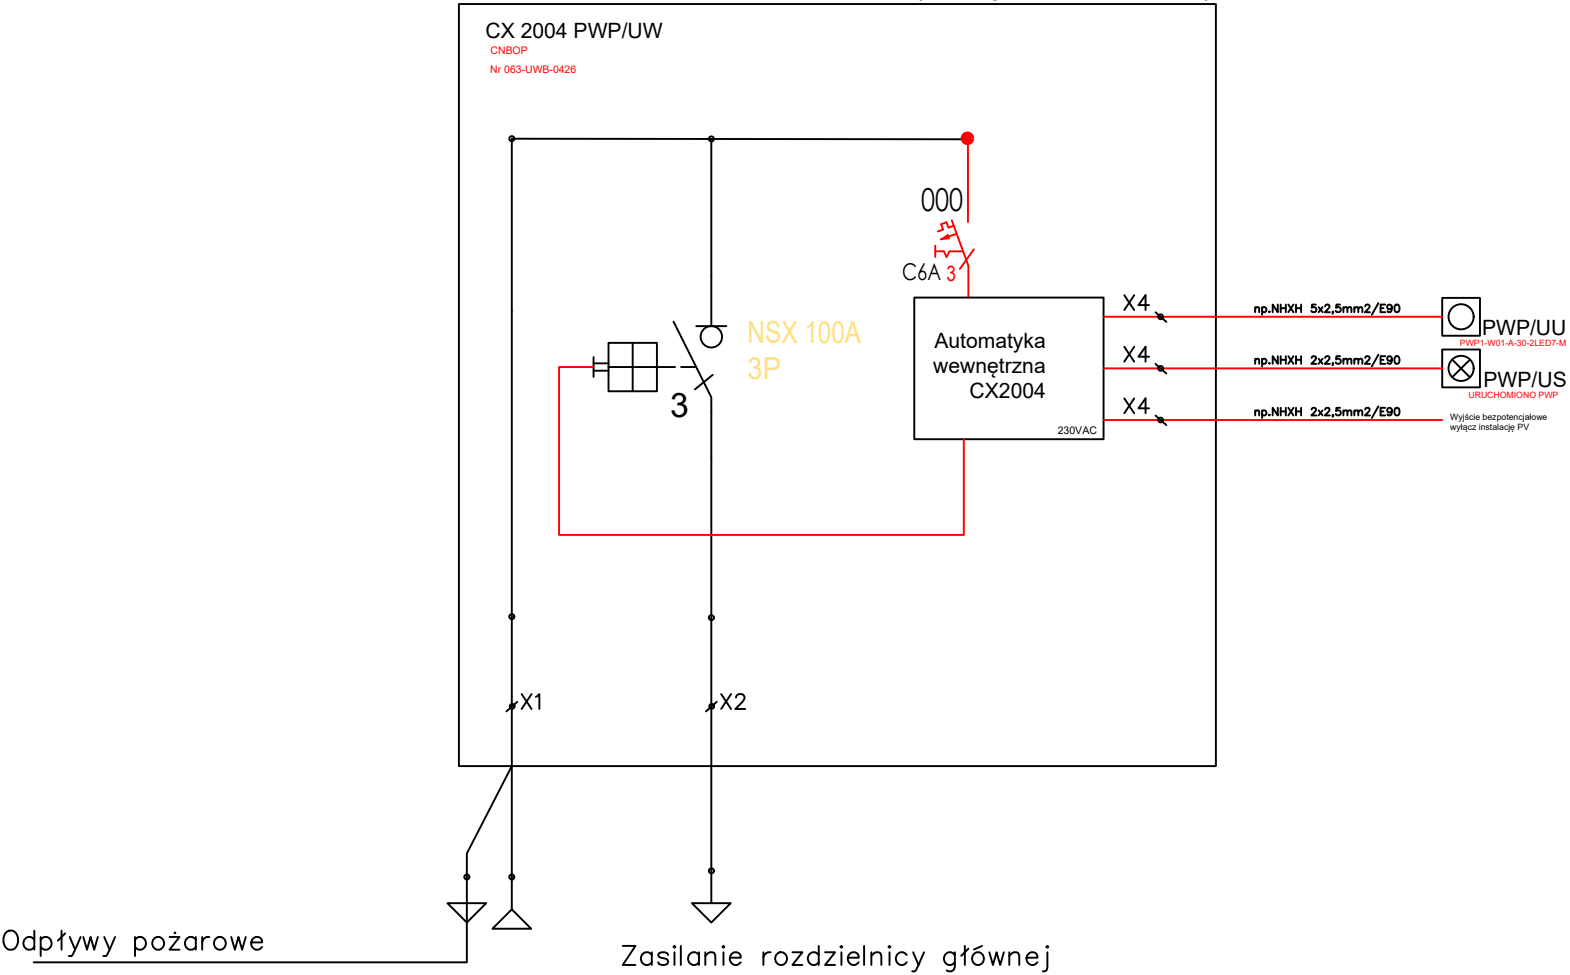 CX 2004 PWP/UW
CNBOP
Nr 063-UWB-0426
000
C6A 3
NSX 100A
3P
3
Automatyka
wewnętrzna
CX2004
230VAC
X4
np.NHXH 5x2,5mm2/E90
PWP/UU
PWP1-W01-A-30-2LED7-M
X4
np.NHXH 2x2,5mm2/E90
PWP/US
URUCHOMIONO PWP
X4
np.NHXH 2x2,5mm2/E90
Wyjście bezpotencjałowe
wyłącz instalację PV
X1
X2
Odpływy pożarowe
Zasilanie rozdzielnicy głównej